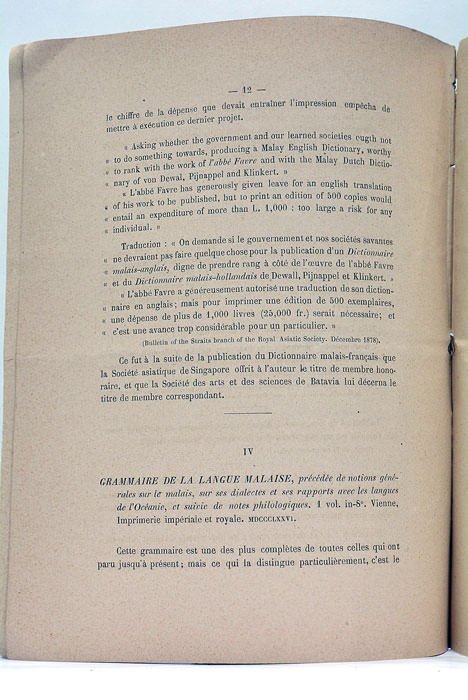 — 12 —
le chiffre de la dépense que devait entraîner l'impression empêcha de
mettre à exécution ce dernier projet.
« Asking whether the government and our learned societies ougth not
« to do something towards, producing a Malay English Dictionary, worthy
« to rank with the work of l'abbé Favre and with the Malay Dutch Dictio-
« nary of von Dewal, Pijnappel and Klinkert. »
« L'abbé Favre has generously given leave for an english translation
« of his work to be published, but to print an edition of 500 copies would
« entail an expenditure of more than L. 1,000 ; too large a risk for any
« individual. »
Traduction : « On demande si le gouvernement et nos sociétés savantes
« ne devraient pas faire quelque chose pour la publication d'un Dictionnaire
« malais-anglais, digne de prendre rang à côté de l'œuvre de l'abbé Favre
« et du Dictionnaire malais-hollandais de Dewall, Pijnappel et Klinkert. »
« L'abbé Favre a généreusement autorisé une traduction de son diction-
« naire en anglais ; mais pour imprimer une édition de 500 exemplaires,
« une dépense de plus de 1,000 livres (25,000 fr.) serait nécessaire ; et
« c'est une avance trop considérable pour un particulier. »
(Bulletin of the Straits branch of the Royal Asiatic Society. Décembre 1878).
Ce fut à la suite de la publication du Dictionnaire malais-français que
la Société asiatique de Singapore offrit à l'auteur le titre de membre hono-
raire, et que la Société des arts et des sciences de Batavia lui décerna le
titre de membre correspondant.
IV
GRAMMAIRE DE LA LANGUE MALAISE, précédée de notions géné-
rales sur le malais, sur ses dialectes et ses rapports avec les langues
de l'Océanie, et suivie de notes philologiques. 1 vol. in-8°. Vienne,
Imprimerie impériale et royale. MDCCCLXXVI.
Cette grammaire est une des plus complètes de toutes celles qui ont
paru jusqu'à présent ; mais ce qui la distingue particulièrement, c'est le